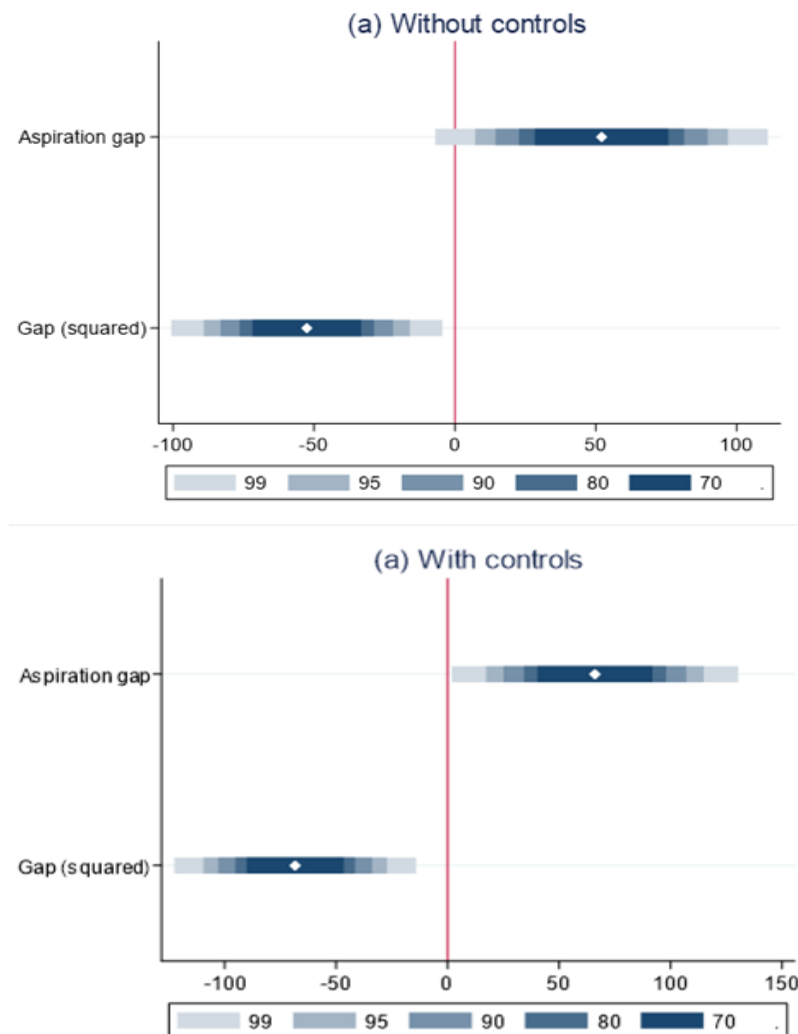 (a) Without controls
Aspiration gap
Gap (squared)
-100 -50 0 50 100
99 95 90 80 70 .
(a) With controls
Aspiration gap
Gap (squared)
-100 -50 0 50 100 150
99 95 90 80 70 .